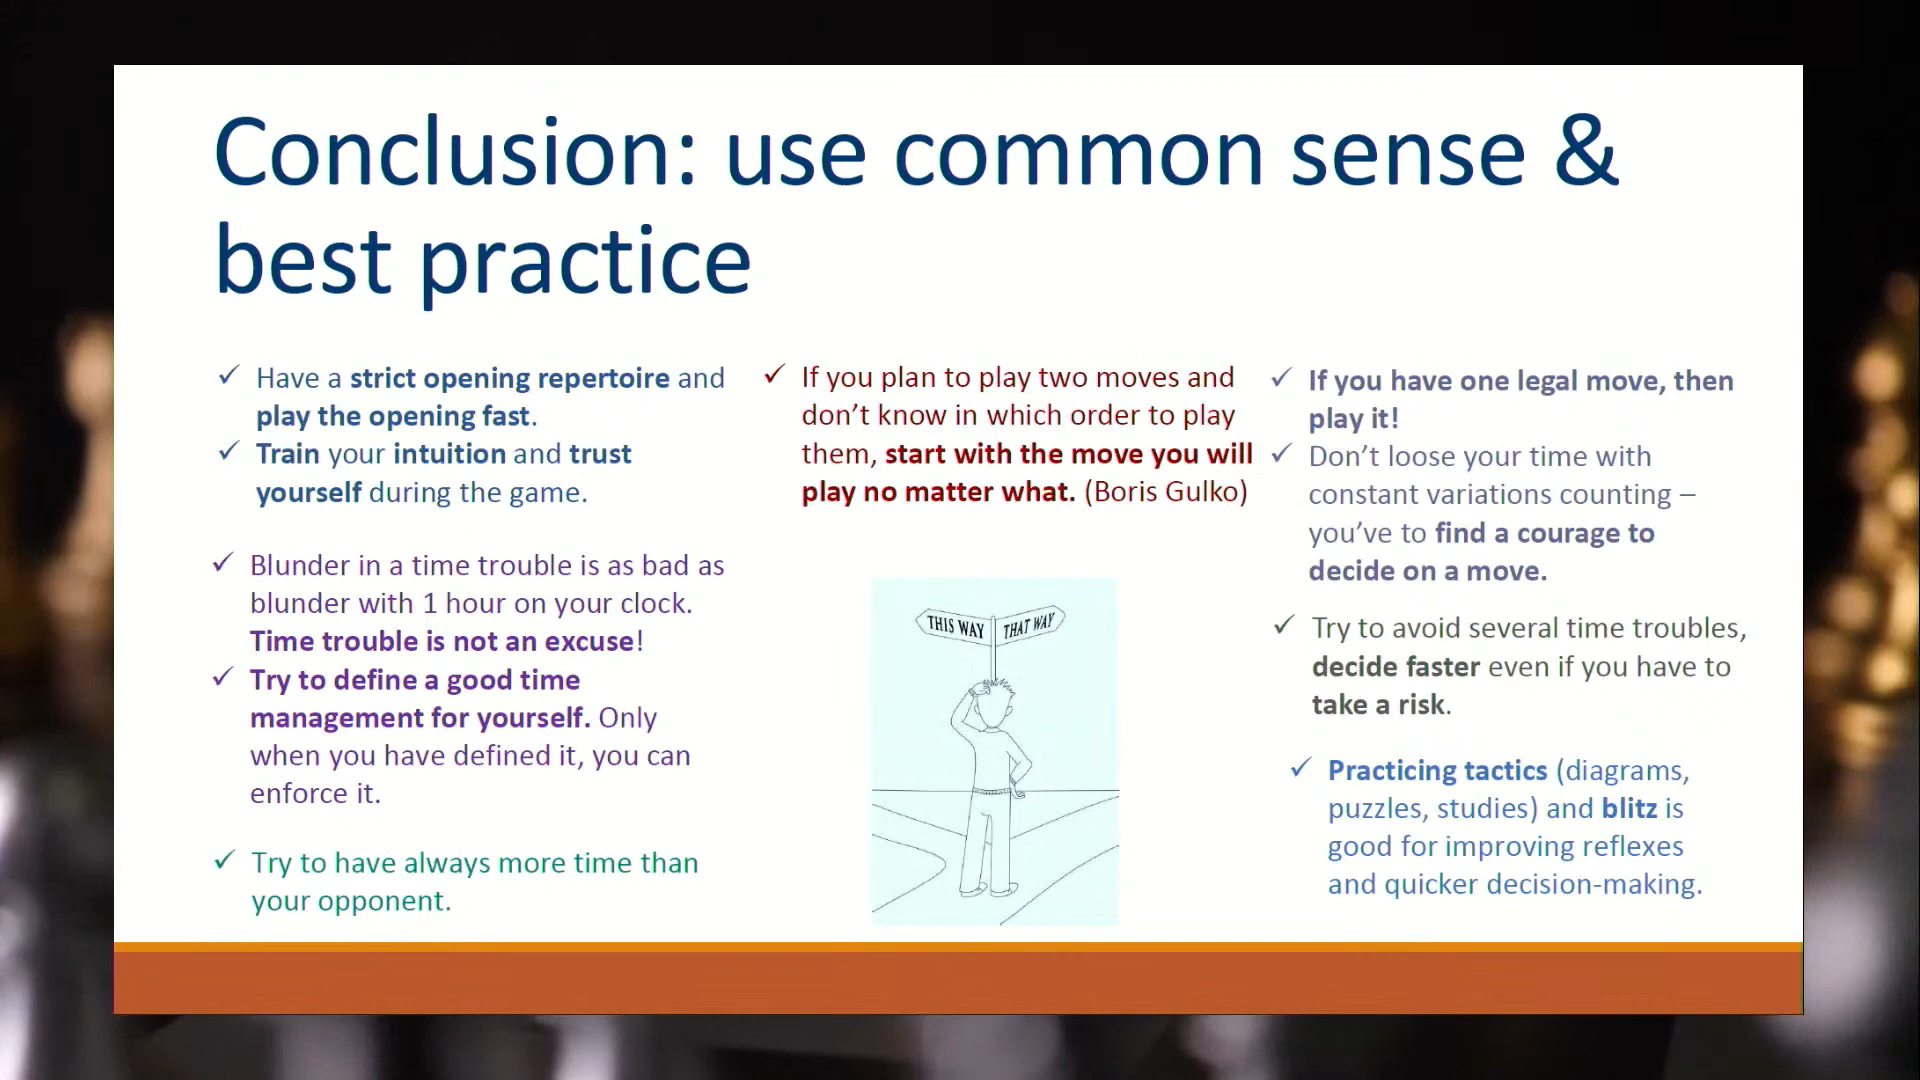 Conclusion: use common sense &
best practice
✓ Have a strict opening repertoire and
play the opening fast.
✓ Train your intuition and trust
yourself during the game.
✓ Blunder in a time trouble is as bad as
blunder with 1 hour on your clock.
Time trouble is not an excuse!
✓ Try to define a good time
management for yourself. Only
when you have defined it, you can
enforce it.
✓ Try to have always more time than
your opponent.
✓ If you plan to play two moves and
don’t know in which order to play
them, start with the move you will
play no matter what. (Boris Gulko)
THIS WAY THAT WAY
✓ If you have one legal move, then
play it!
✓ Don’t loose your time with
constant variations counting –
you’ve to find a courage to
decide on a move.
✓ Try to avoid several time troubles,
decide faster even if you have to
take a risk.
✓ Practicing tactics (diagrams,
puzzles, studies) and blitz is
good for improving reflexes
and quicker decision-making.